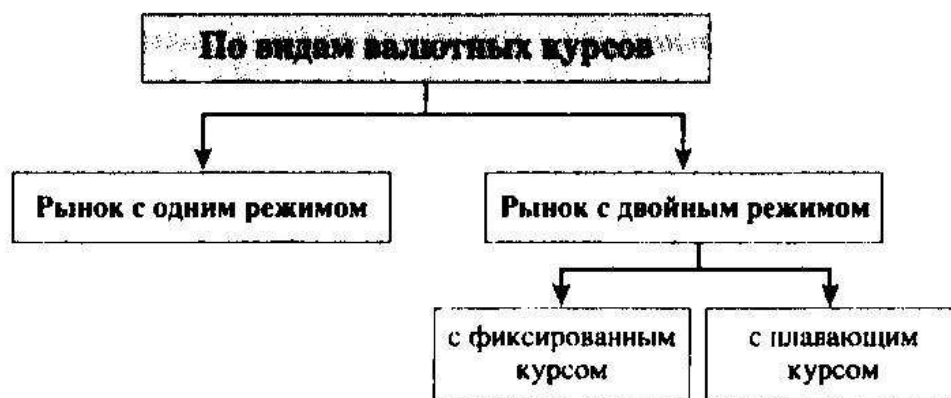 По видам валютных курсов
Рынок с одним режимом
Рынок с двойным режимом
с фиксированным
курсом
с плавающим
курсом